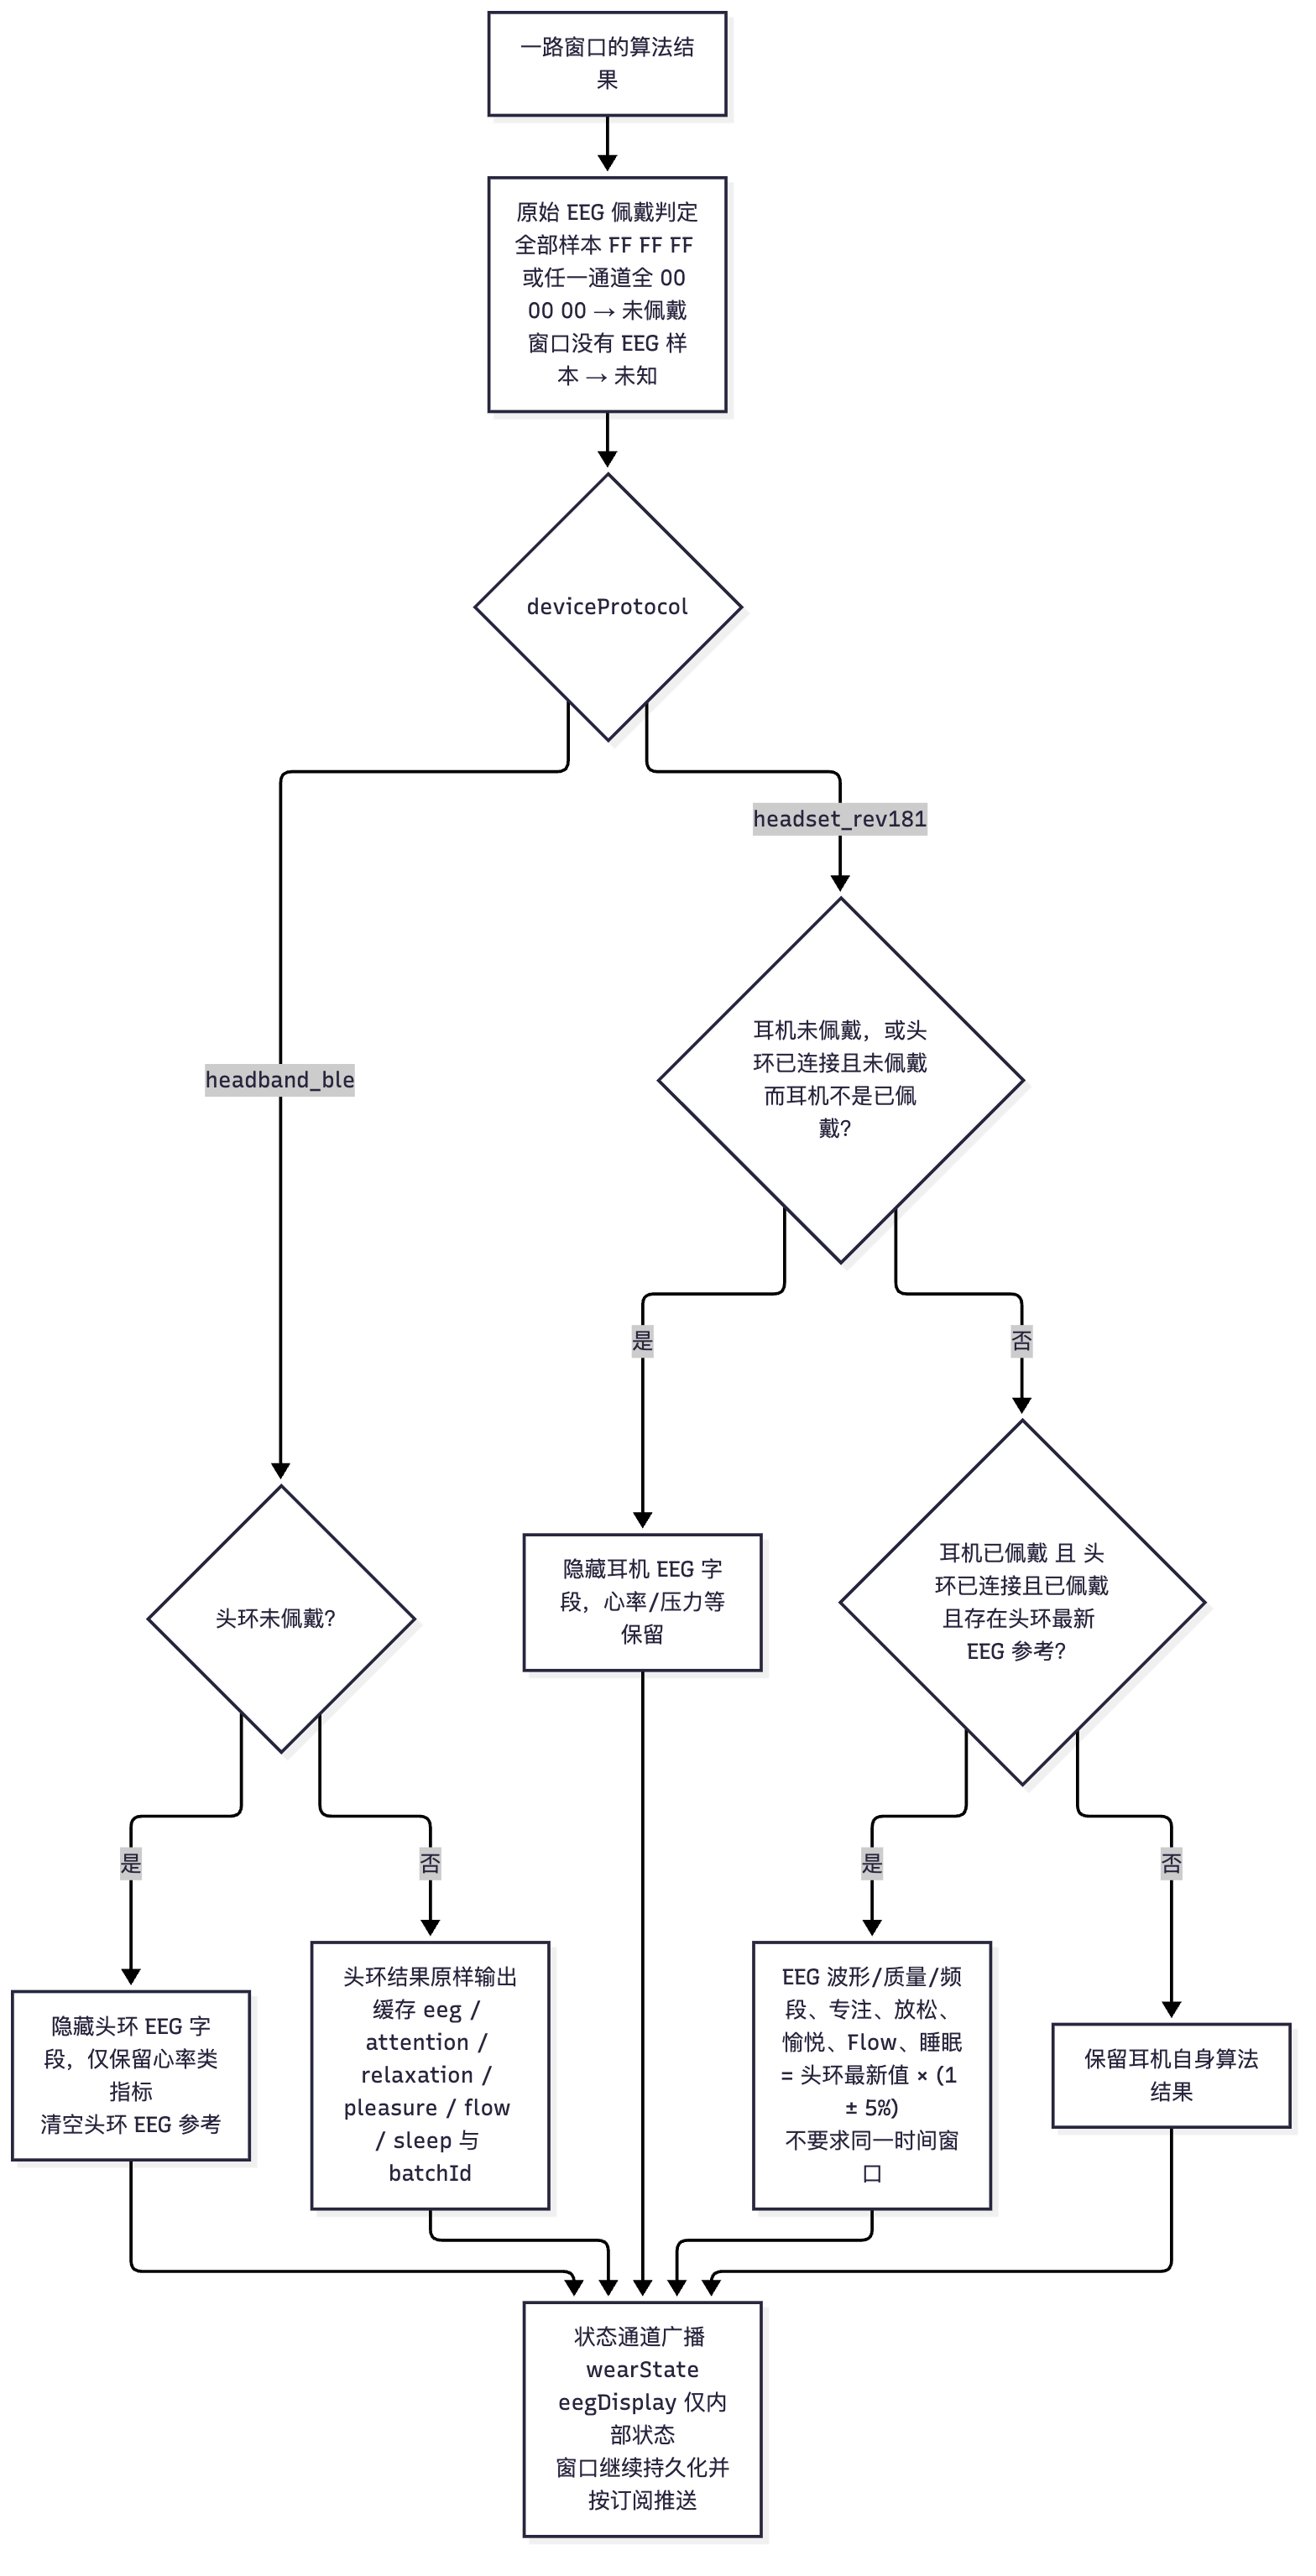 一路窗口的算法结
果
原始 EEG 佩戴判定
全部样本 FF FF FF
或任一通道全 00
00 00 → 未佩戴
窗口没有 EEG 样
本 → 未知
deviceProtocol
headset_rev181
headband_ble
耳机未佩戴，或头
环已连接且未佩戴
而耳机不是已佩
戴?
是
否
头环未佩戴?
隐藏耳机 EEG 字
段，心率/压力等
保留
耳机已佩戴 且 头
环已连接且已佩戴
且存在头环最新
EEG 参考?
是
否
是
否
隐藏头环 EEG 字
段，仅保留心率类
指标
清空头环 EEG 参考
头环结果原样输出
缓存 eeg /
attention /
relaxation /
pleasure / flow
/ sleep 与
batchId
EEG 波形/质量/频
段、专注、放松、
愉悦、Flow、睡眠
= 头环最新值 × (1
± 5%)
不要求同一时间窗
口
保留耳机自身算法
结果
状态通道广播
wearState
eegDisplay 仅内
部状态
窗口继续持久化并
按订阅推送